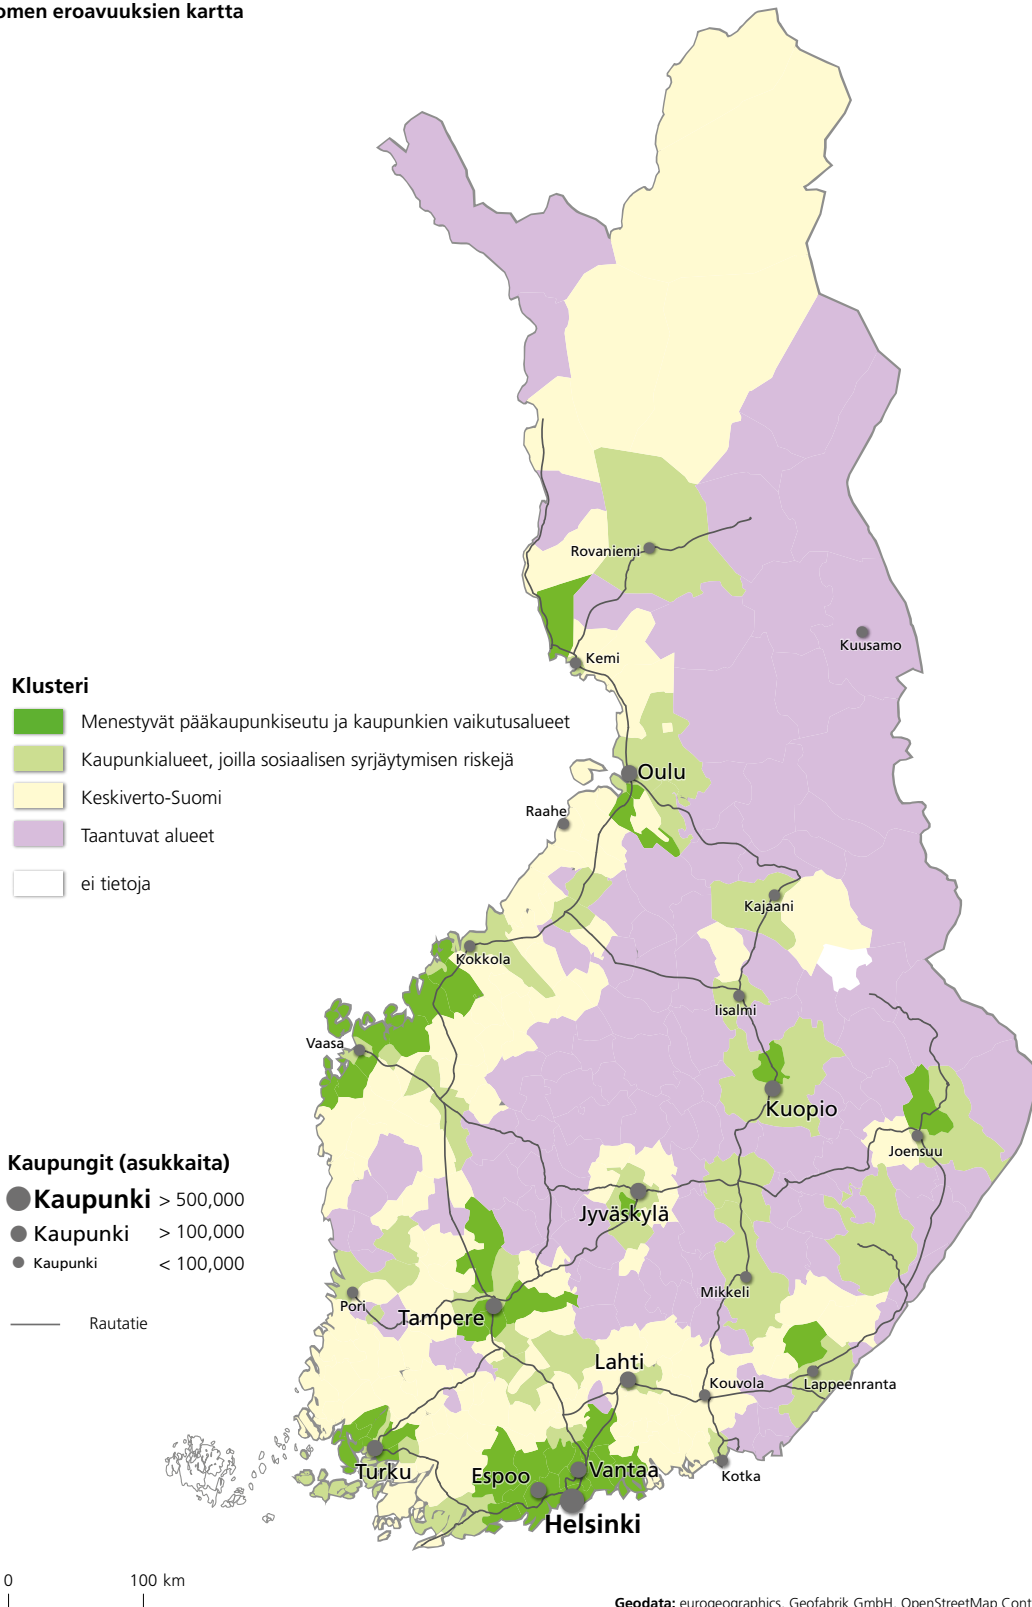 omen eroavuuksien kartta
Rovaniemi
Kuusamo
Kemi
Klusteri
Menestyvät pääkaupunkiseutu ja kaupunkien vaikutusalueet
Kaupunkialueet, joilla sosiaalisen syrjäytymisen riskejä
Keskiverto-Suomi
Taantuvat alueet
ei tietoja
Oulu
Raahe
Kajaani
Kokkola
Iisalmi
Vaasa
Kuopio
Joensuu
Kaupungit (asukkaita)
Kaupunki > 500,000
Kaupunki > 100,000
Kaupunki < 100,000
Rautatie
Jyväskylä
Mikkeli
Pori
Tampere
Lahti
Kouvola
Lappeenranta
Turku
Espoo
Vantaa
Kotka
Helsinki
0 100 km
Geodata: eurogeographics, Geofabrik GmbH, OpenStreetMap Cont